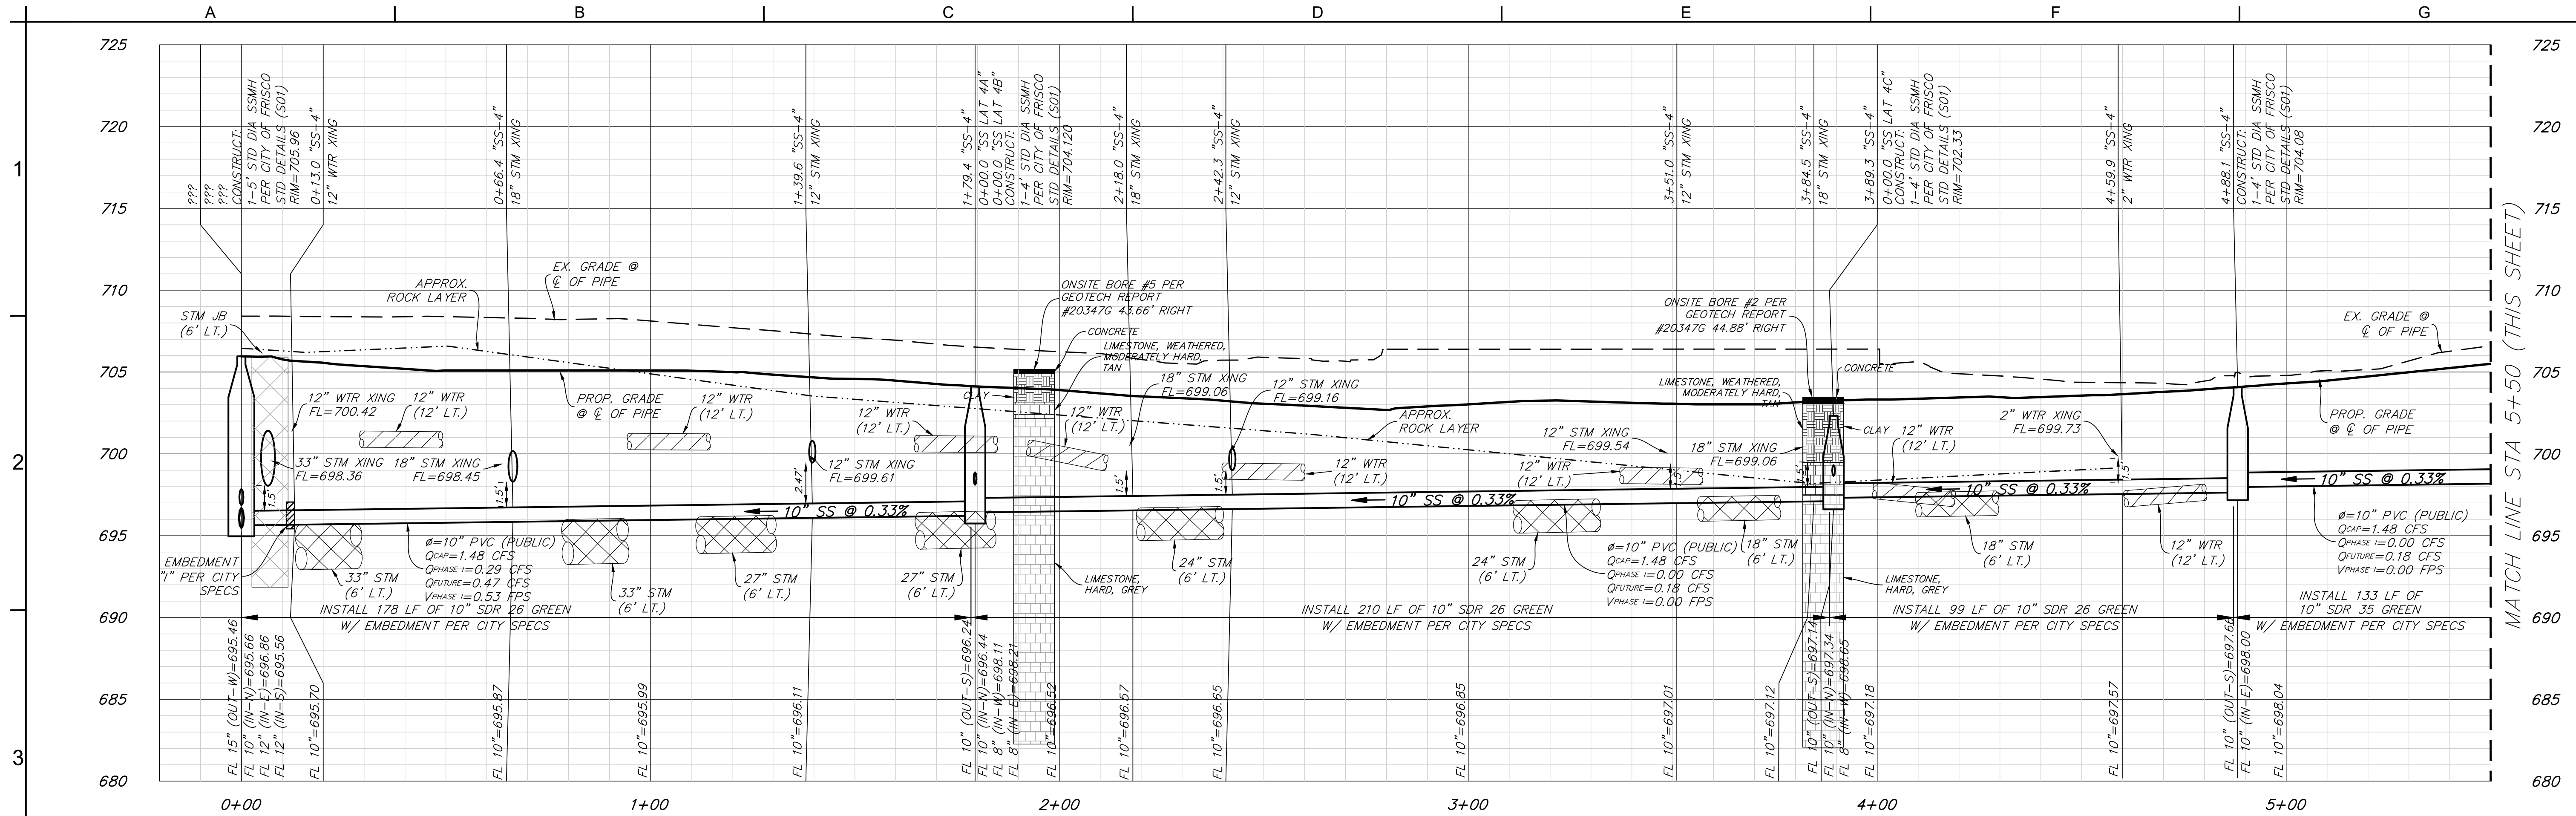 A B C D E F G
1
2
3
725
720
715
710
705
700
695
690
685
680
725
720
715
710
705
700
695
690
685
680
???
???
???
CONSTRUCT:
1-5' STD DIA SSMH
PER CITY OF FRISCO
STD DETAILS (S01)
RIM=705.96
0+13.0 "SS-4"
12" WTR XING
0+66.4 "SS-4"
18" STM XING
1+39.6 "SS-4"
12" STM XING
1+79.4 "SS-4"
0+00.0 "SS LAT 4A"
0+00.0 "SS LAT 4B"
CONSTRUCT:
1-4' STD DIA SSMH
PER CITY OF FRISCO
STD DETAILS (S01)
RIM=704.120
2+18.0 "SS-4"
18" STM XING
2+42.3 "SS-4"
12" STM XING
3+51.0 "SS-4"
12" STM XING
3+84.5 "SS-4"
18" STM XING
3+89.3 "SS-4"
0+00.0 "SS LAT 4C"
CONSTRUCT:
1-4' STD DIA SSMH
PER CITY OF FRISCO
STD DETAILS (S01)
RIM=702.33
4+59.9 "SS-4"
2" WTR XING
4+88.1 "SS-4"
CONSTRUCT:
1-4' STD DIA SSMH
PER CITY OF FRISCO
STD DETAILS (S01)
RIM=704.08
STM JB
(6' LT.)
APPROX.
ROCK LAYER
EX. GRADE @
℄ OF PIPE
ONSITE BORE #5 PER
GEOTECH REPORT
#20347G 43.66' RIGHT
CONCRETE
LIMESTONE, WEATHERED,
MODERATELY HARD,
TAN
CLAY
ONSITE BORE #2 PER
GEOTECH REPORT
#20347G 44.88' RIGHT
CONCRETE
LIMESTONE, WEATHERED,
MODERATELY HARD,
TAN
CLAY
EX. GRADE @
℄ OF PIPE
12" WTR XING
FL=700.42
12" WTR
(12' LT.)
PROP. GRADE
@ ℄ OF PIPE
12" WTR
(12' LT.)
12" WTR
(12' LT.)
12" WTR
(12' LT.)
18" STM XING
FL=699.06
12" STM XING
FL=699.16
12" WTR
(12' LT.)
APPROX.
ROCK LAYER
12" WTR
(12' LT.)
12" STM XING
FL=699.54
18" STM XING
FL=699.06
12" WTR
(12' LT.)
2" WTR XING
FL=699.73
PROP. GRADE
@ ℄ OF PIPE
33" STM XING
FL=698.36
18" STM XING
FL=698.45
12" STM XING
FL=699.61
1.5'
1.5'
2.47'
1.5'
1.5'
1.5'
1.5'
1.5'
10" SS @ 0.33%
10" SS @ 0.33%
10" SS @ 0.33%
10" SS @ 0.33%
EMBEDMENT
"I" PER CITY
SPECS
33" STM
(6' LT.)
ø=10" PVC (PUBLIC)
QCAP=1.48 CFS
QPHASE I=0.29 CFS
QFUTURE=0.47 CFS
VPHASE I=0.53 FPS
33" STM
(6' LT.)
27" STM
(6' LT.)
27" STM
(6' LT.)
LIMESTONE,
HARD, GREY
24" STM
(6' LT.)
24" STM
(6' LT.)
ø=10" PVC (PUBLIC)
QCAP=1.48 CFS
QPHASE I=0.00 CFS
QFUTURE=0.18 CFS
VPHASE I=0.00 FPS
18" STM
(6' LT.)
LIMESTONE,
HARD, GREY
18" STM
(6' LT.)
12" WTR
(12' LT.)
ø=10" PVC (PUBLIC)
QCAP=1.48 CFS
QPHASE I=0.00 CFS
QFUTURE=0.18 CFS
VPHASE I=0.00 FPS
INSTALL 178 LF OF 10" SDR 26 GREEN
W/ EMBEDMENT PER CITY SPECS
INSTALL 210 LF OF 10" SDR 26 GREEN
W/ EMBEDMENT PER CITY SPECS
INSTALL 99 LF OF 10" SDR 26 GREEN
W/ EMBEDMENT PER CITY SPECS
INSTALL 133 LF OF
10" SDR 35 GREEN
W/ EMBEDMENT PER CITY SPECS
FL 15" (OUT-W)=695.46
FL 10" (IN-N)=695.66
FL 12" (IN-E)=696.86
FL 12" (IN-S)=695.56
FL 10"=695.70
FL 10"=695.87
FL 10"=695.99
FL 10"=696.11
FL 10" (OUT-S)=696.24
FL 10" (IN-N)=696.44
FL 8" (IN-W)=698.11
FL 8" (IN-E)=698.21
FL 10"=696.52
FL 10"=696.57
FL 10"=696.65
FL 10"=696.85
FL 10"=697.01
FL 10"=697.12
FL 10" (OUT-S)=697.14
FL 10" (IN-N)=697.34
FL 8" (IN-W)=698.65
FL 10"=697.18
FL 10"=697.57
FL 10" (OUT-S)=697.66
FL 10" (IN-E)=698.00
FL 10"=698.04
MATCH LINE STA 5+50 (THIS SHEET)
0+00 1+00 2+00 3+00 4+00 5+00